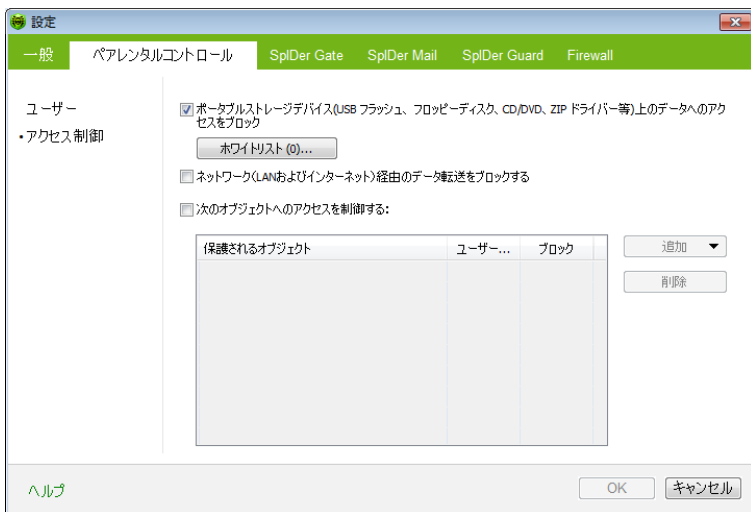 設定
一般
ペアレンタルコントロール
SpIDer Gate
SpIDer Mail
SpIDer Guard
Firewall
ユーザー
・アクセス制御
ポータブルストレージデバイス(USB フラッシュ、フロッピーディスク、CD/DVD、ZIP ドライバー等)上のデータへのアク
セスをブロック
ホワイトリスト (0)...
ネットワーク(LANおよびインターネット)経由のデータ転送をブロックする
次のオブジェクトへのアクセスを制御する:
保護されるオブジェクト
ユーザー...
ブロック
追加
削除
ヘルプ
OK
キャンセル